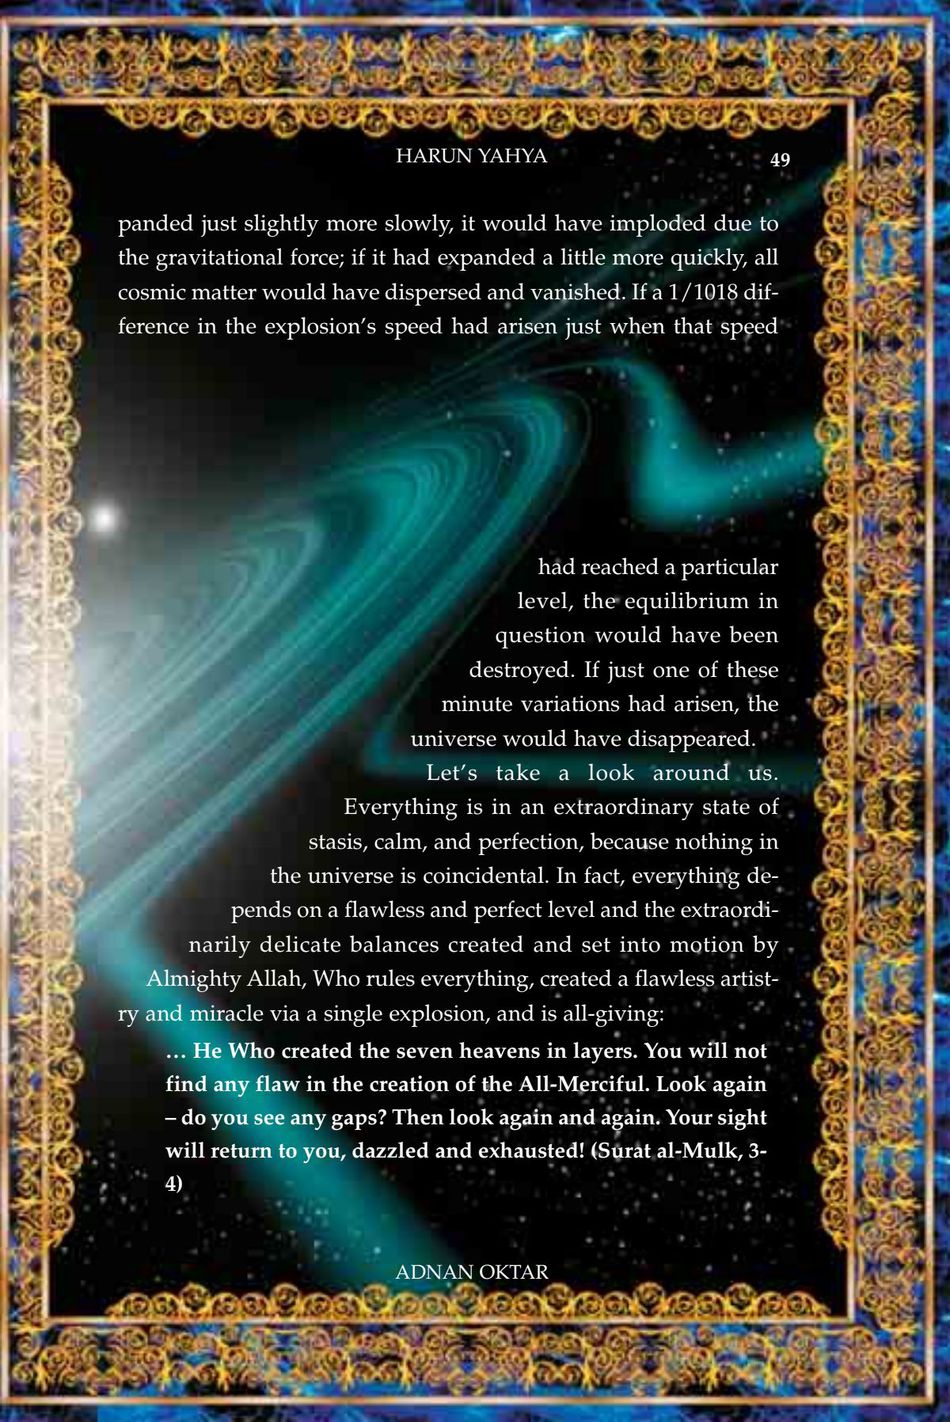 HARUN YAHYA
49
panded just slightly more slowly, it would have imploded due to
the gravitational force; if it had expanded a little more quickly, all
cosmic matter would have dispersed and vanished. If a 1/1018 dif-
ference in the explosion's speed had arisen just when that speed
had reached a particular
level, the equilibrium in
question would have been
destroyed. If just one of these
minute variations had arisen, the
universe would have disappeared.
Let's take a look around us.
Everything is in an extraordinary state of
stasis, calm, and perfection, because nothing in
the universe is coincidental. In fact, everything de-
pends on a flawless and perfect level and the extraordi-
narily delicate balances created and set into motion by
Almighty Allah, Who rules everything, created a flawless artist-
ry and miracle via a single explosion, and is all-giving:
… He Who created the seven heavens in layers. You will not
find any flaw in the creation of the All-Merciful. Look again
– do you see any gaps? Then look again and again. Your sight
will return to you, dazzled and exhausted! (Surat al-Mulk, 3-
4)
ADNAN OKTAR